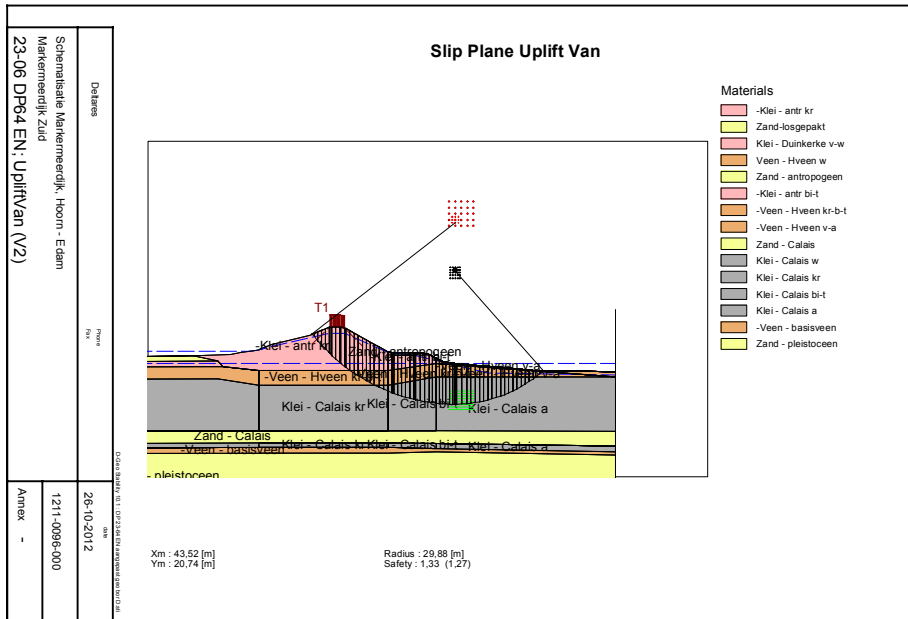 Slip Plane Uplift Van
Materials
-Klei - antr kr
Zand-losgepakt
Klei - Duinkerke v-w
Veen - Hveen w
Zand - antropogeen
-Klei - antr bi-t
-Veen - Hveen kr-b-t
-Veen - Hveen v-a
Zand - Calais
Klei - Calais w
Klei - Calais kr
Klei - Calais bi-t
Klei - Calais a
-Veen - basisveen
Zand - pleistoceen
T1
-Klei - antr kr
Zand - antropogeen
-Veen - Hveen kr
Klei - Calais kr
Klei - Calais bi-t
Klei - Calais a
Zand - Calais
Klei - Calais kr
Klei - Calais bi-t
Klei - Calais a
-Veen - basisveen
- pleistoceen
Xm : 43,52 [m]
Ym : 20,74 [m]
Radius : 29,88 [m]
Safety : 1,33 (1,27)
Deltares
Phone
Fax
Schematisatie Markermeerdijk, Hoorn - Edam
Markermeerdijk Zuid
23-06 DP64 EN; UpliftVan (V2)
date
26-10-2012
1211-0096-000
Annex -